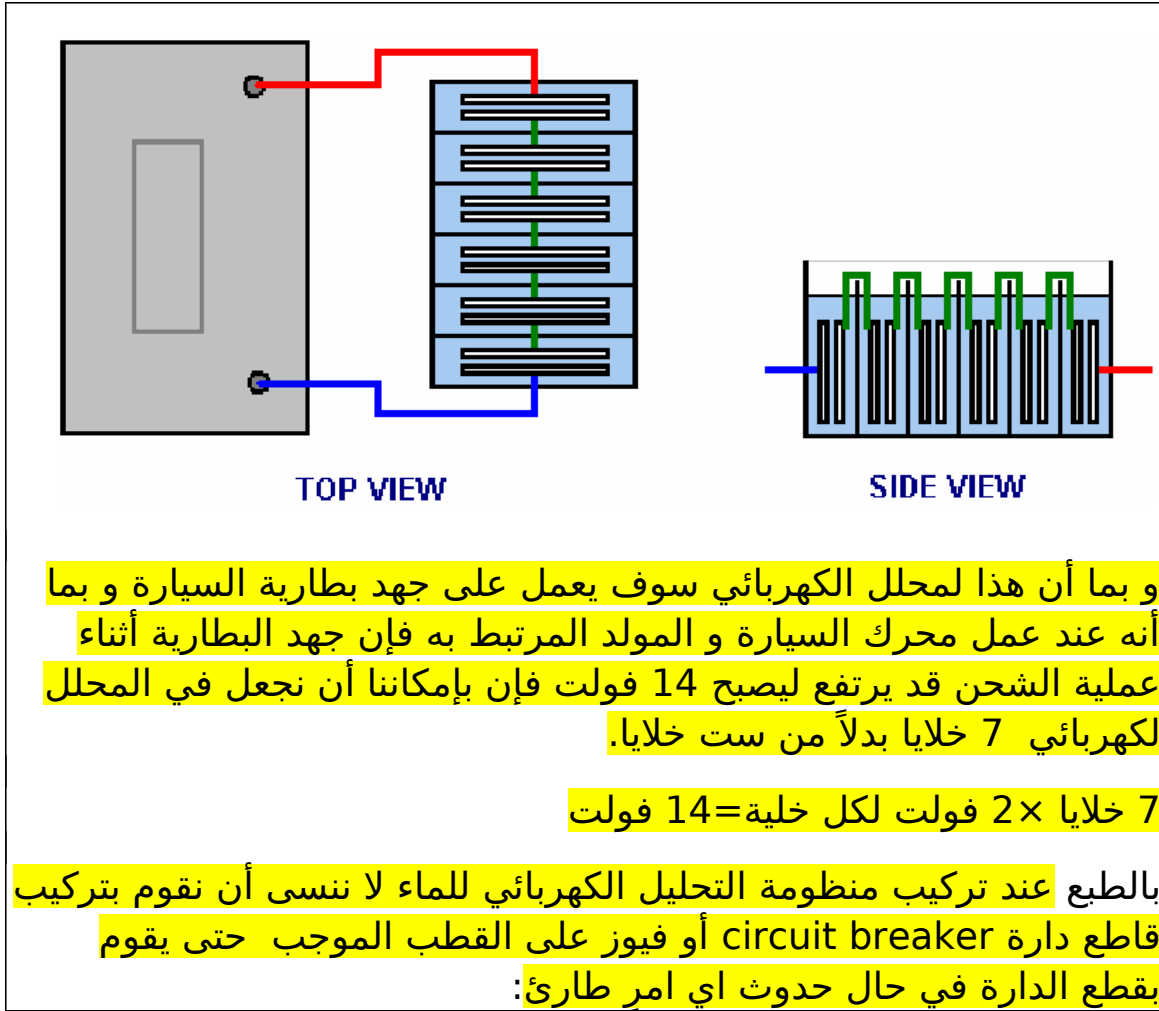 TOP VIEW
SIDE VIEW
و بما أن هذا لمحلل الكهربائي سوف يعمل على جهد بطارية السيارة و بما
أنه عند عمل محرك السيارة و المولد المرتبط به فإن جهد البطارية أثناء
عملية الشحن قد يرتفع ليصبح 14 فولت فإن بإمكاننا أن نجعل في المحلل
لكهربائي 7 خلايا بدلاً من ست خلايا.
7 خلايا ×2 فولت لكل خلية=14 فولت
بالطبع عند تركيب منظومة التحليل الكهربائي للماء لا ننسى أن نقوم بتركيب
قاطع دارة circuit breaker أو فيوز على القطب الموجب حتى يقوم
بقطع الدارة في حال حدوث اي امرٍ طارئ: